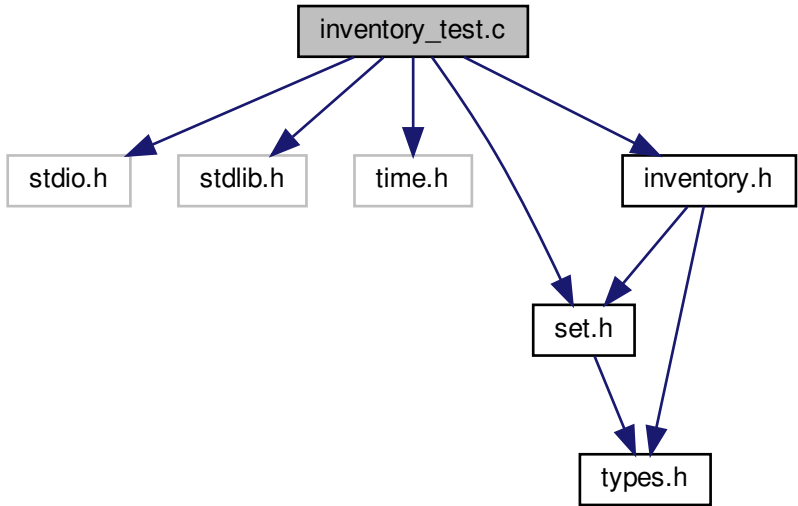 inventory_test.c
stdio.h
stdlib.h
time.h
inventory.h
set.h
types.h